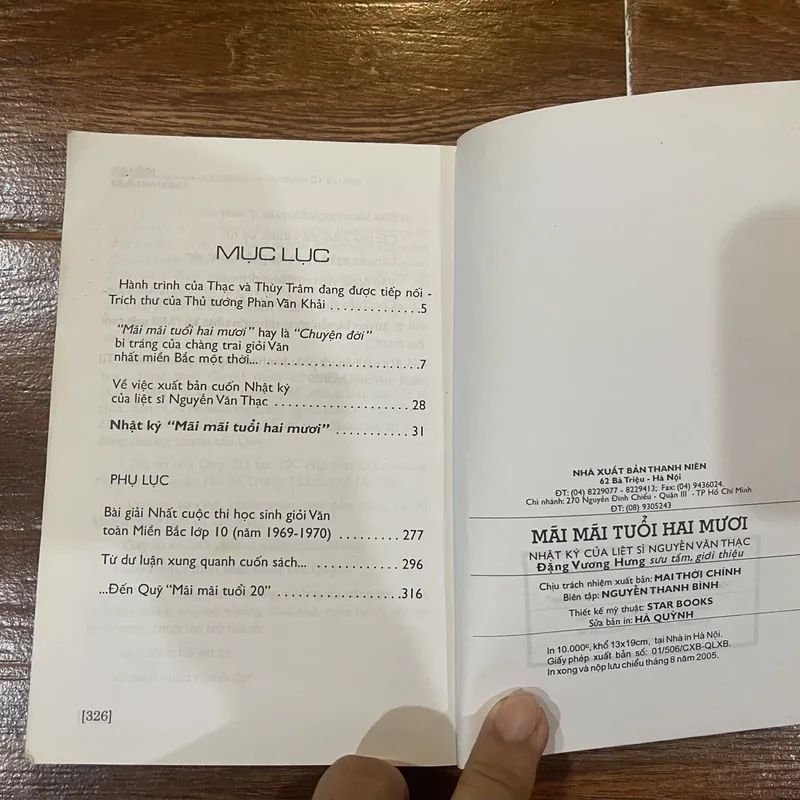 MỤC LỤC
Hành trình của Thạc và Thùy Trâm đang được tiếp nối -
Trích thư của Thủ tướng Phan Văn Khải .............5
"Mãi mãi tuổi hai mươi" hay là "Chuyện đời"
bi tráng của chàng trai giỏi Văn
nhất miền Bắc một thời... ......................7
Về việc xuất bản cuốn Nhật ký
của liệt sĩ Nguyễn Văn Thạc ................... 28
Nhật ký "Mãi mãi tuổi hai mươi" .......... 31
PHỤ LỤC
Bài giải Nhất cuộc thi học sinh giỏi Văn
toàn Miền Bắc lớp 10 (năm 1969-1970) ............277
Từ dư luận xung quanh cuốn sách... .............296
...Đến Quỹ "Mãi mãi tuổi 20" ....................316
[326]
NHÀ XUẤT BẢN THANH NIÊN
62 Bà Triệu - Hà Nội
ĐT: (04) 8229077 - 8229413; Fax: (04) 9436024.
Chi nhánh: 270 Nguyễn Đình Chiểu - Quận III - TP Hồ Chí Minh
ĐT: (08) 9305243
MÃI MÃI TUỔI HAI MƯƠI
NHẬT KÝ CỦA LIỆT SĨ NGUYỄN VĂN THẠC
Đặng Vương Hưng sưu tầm, giới thiệu
Chịu trách nhiệm xuất bản: MAI THỜI CHÍNH
Biên tập: NGUYỄN THANH BÌNH
Thiết kế mỹ thuật: STAR BOOKS
Sửa bản in: HÀ QUỲNH
In 10.000c, khổ 13x19cm, tại Nhà in Hà Nội.
Giấy phép xuất bản số: 01/506/CXB-QLXB.
In xong và nộp lưu chiểu tháng 8 năm 2005.